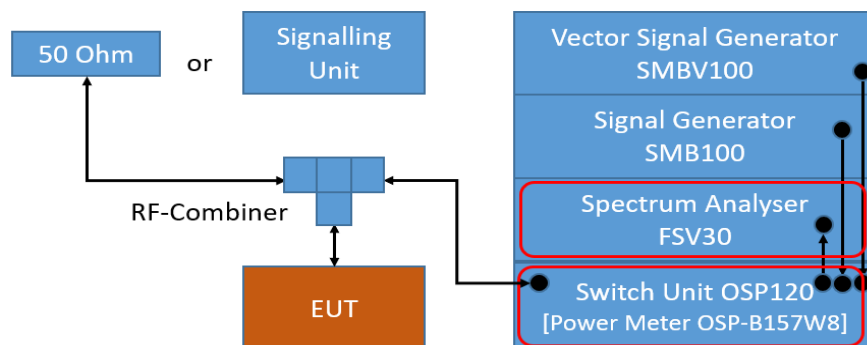 50 Ohm
or
Signalling
Unit
RF-Combiner
EUT
Vector Signal Generator
SMBV100
Signal Generator
SMB100
Spectrum Analyser
FSV30
Switch Unit OSP120
[Power Meter OSP-B157W8]